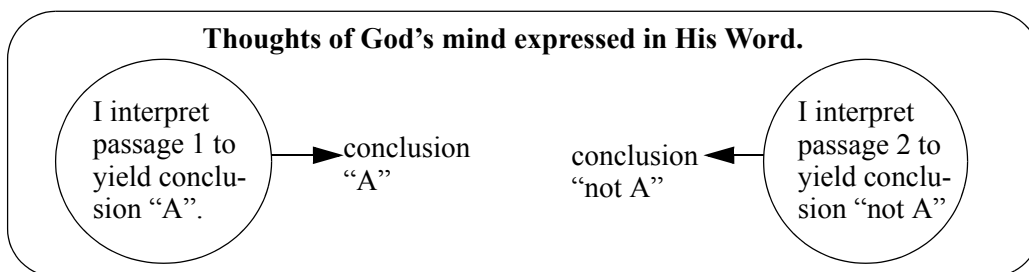 Thoughts of God’s mind expressed in His Word.
I interpret
passage 1 to
yield conclu-
sion “A”.
conclusion
“A”
conclusion
“not A”
I interpret
passage 2 to
yield conclu-
sion “not A”